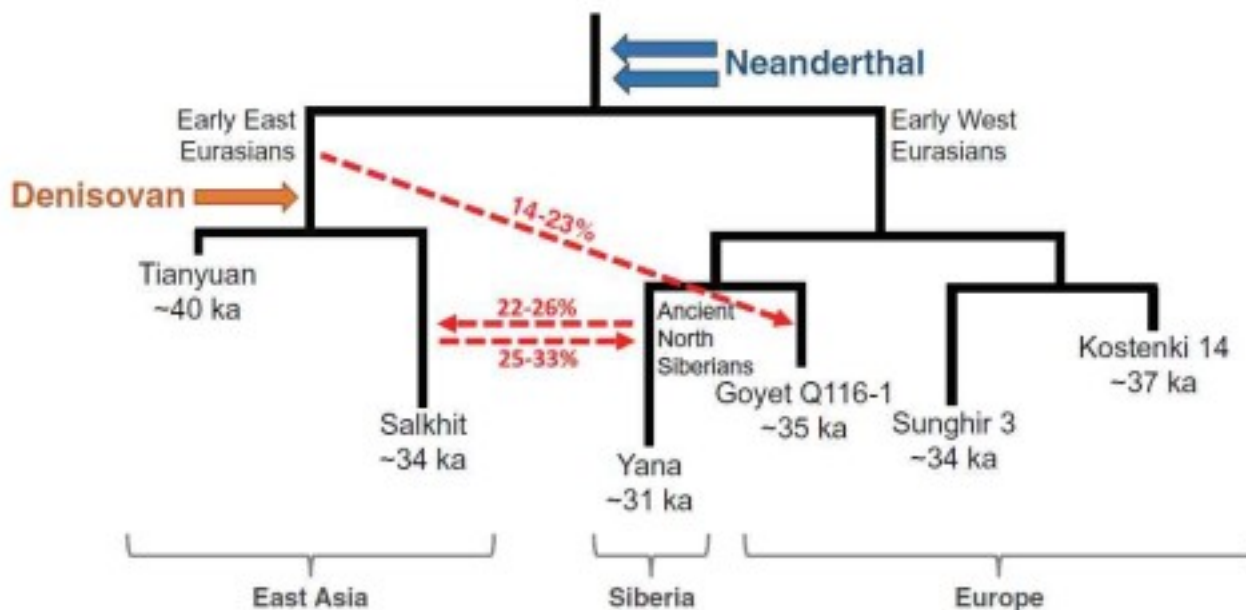 Neanderthal
Early East
Eurasians
Early West
Eurasians
Denisovan
14-23%
Tianyuan
~40 ka
22-26%
25-33%
Ancient
North
Siberians
Goyet Q116-1
~35 ka
Kostenki 14
~37 ka
Salkhit
~34 ka
Sunghir 3
~34 ka
Yana
~31 ka
East Asia
Siberia
Europe